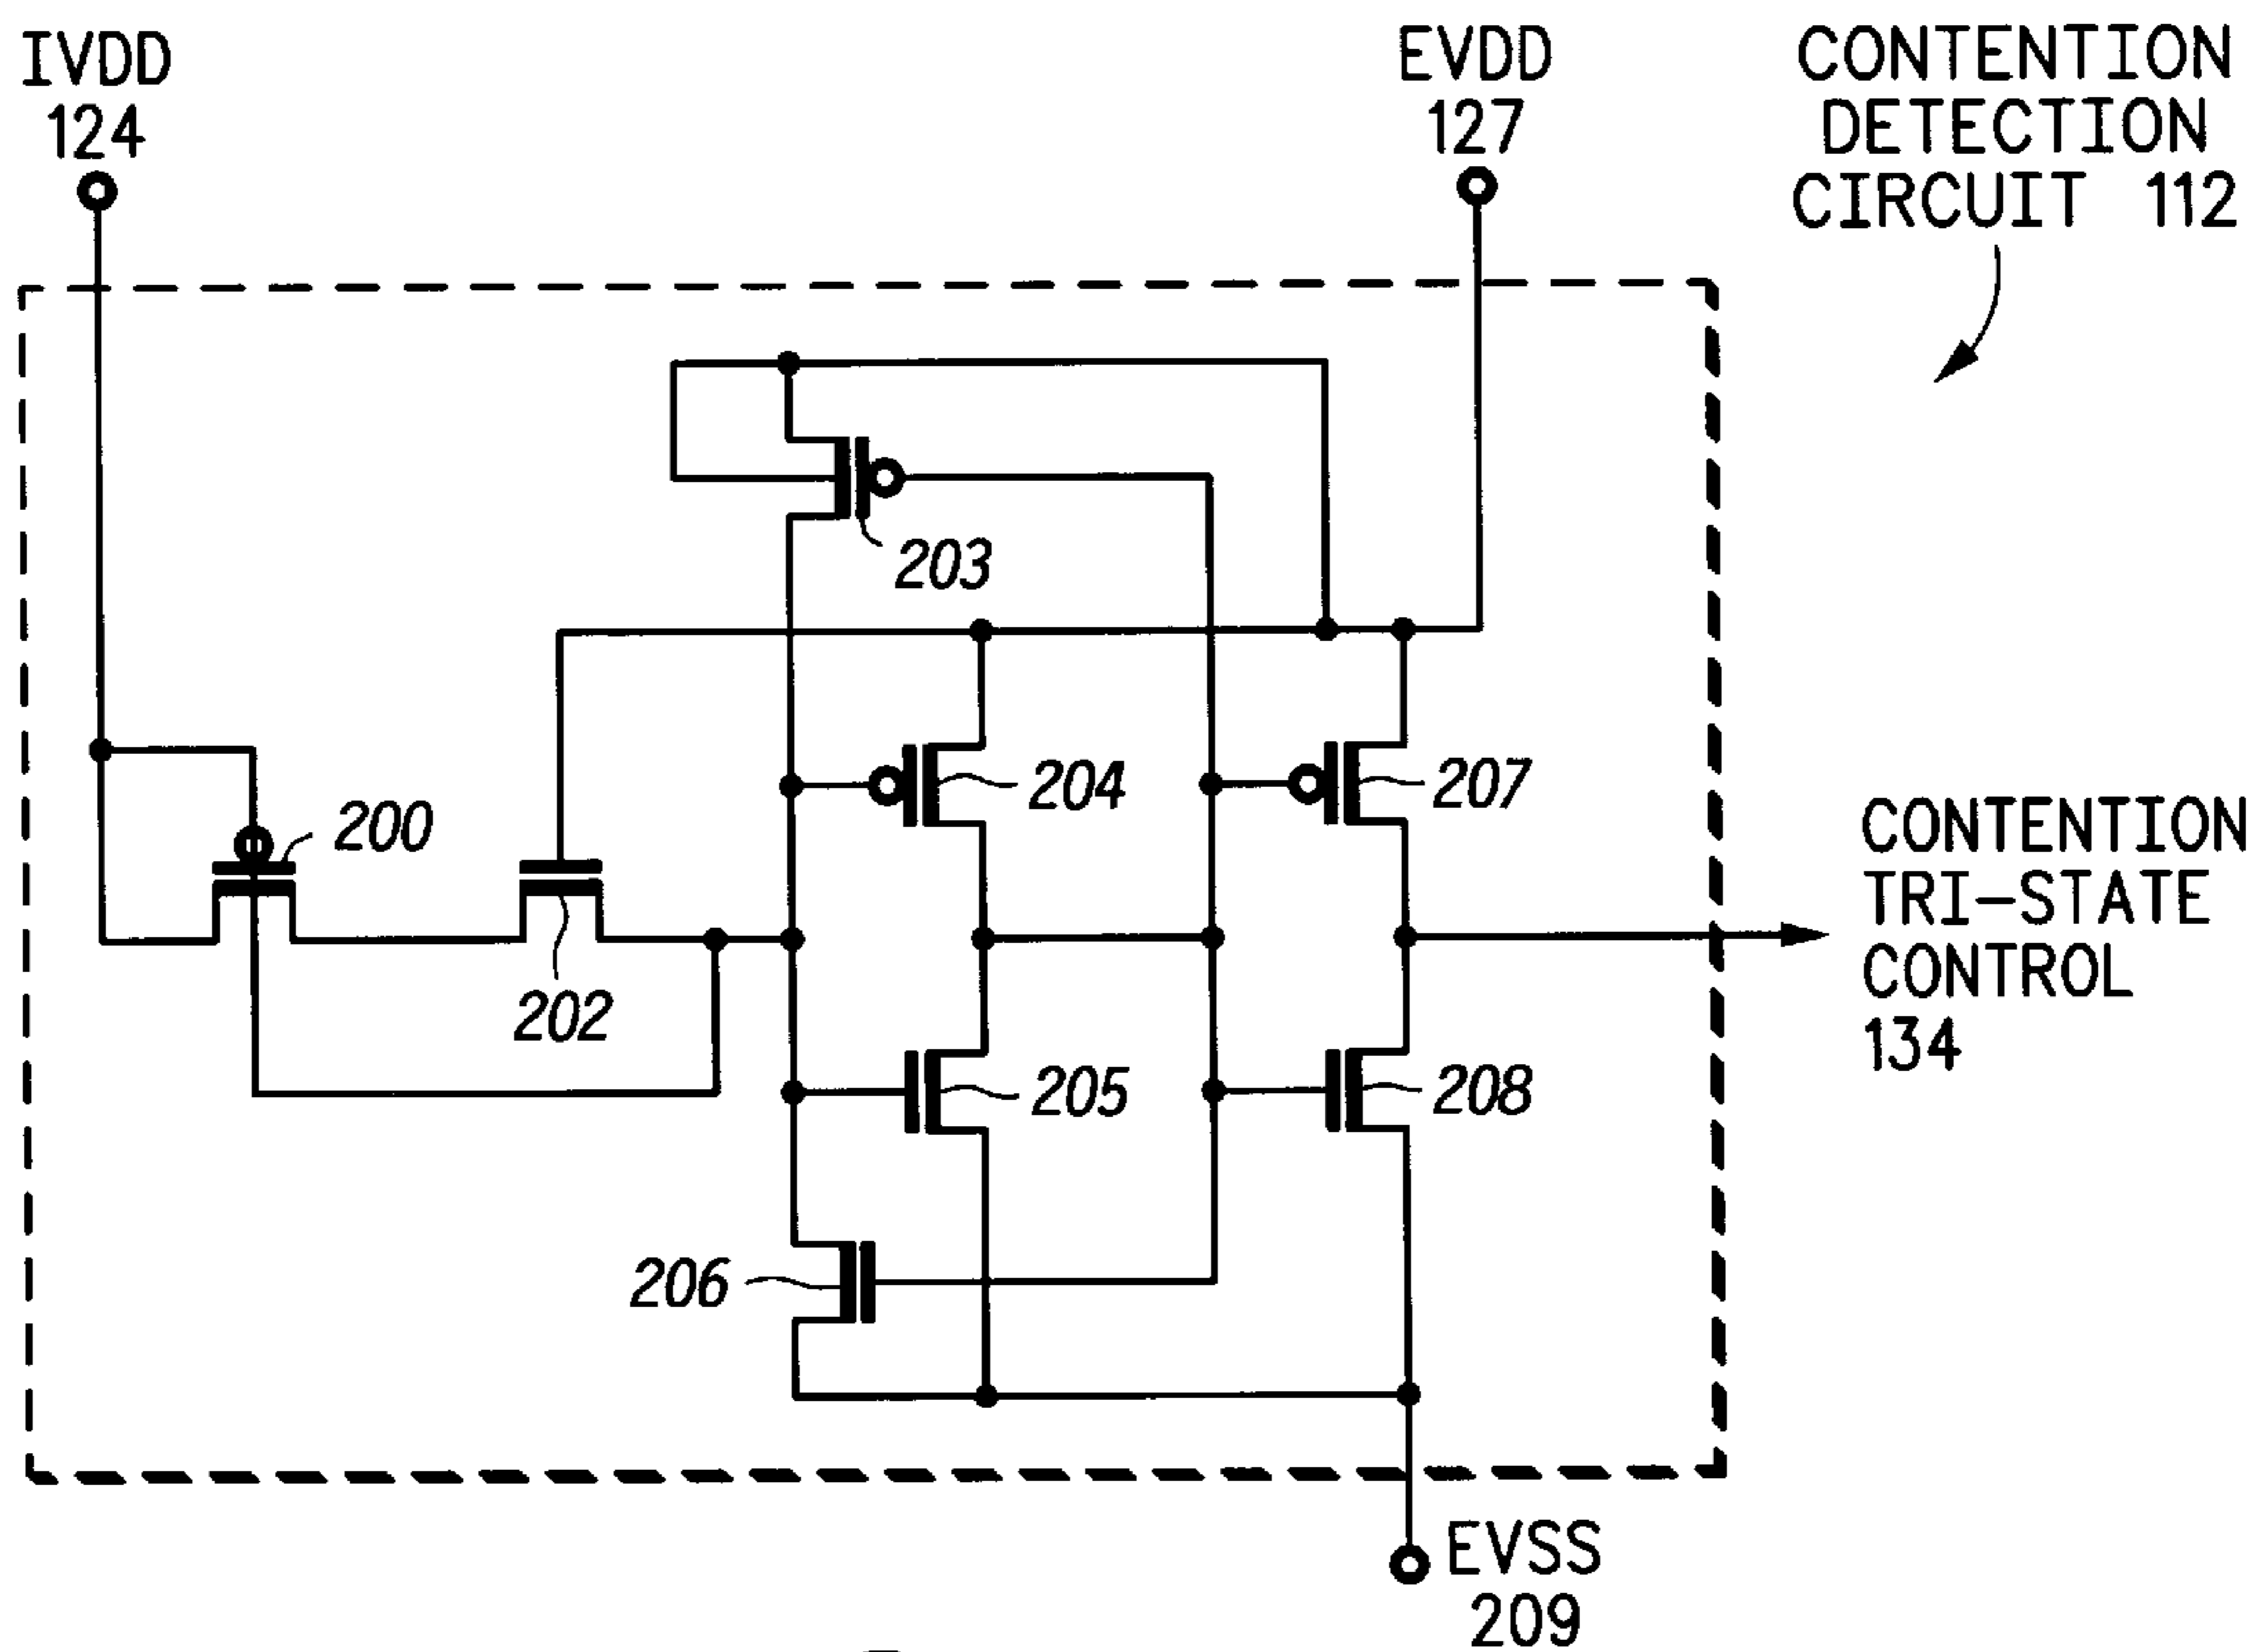 IVDD
124
EVDD
127
CONTENTION
DETECTION
CIRCUIT 112
203
204
207
200
202
205
208
206
CONTENTION
TRI-STATE
CONTROL
134
EVSS
209